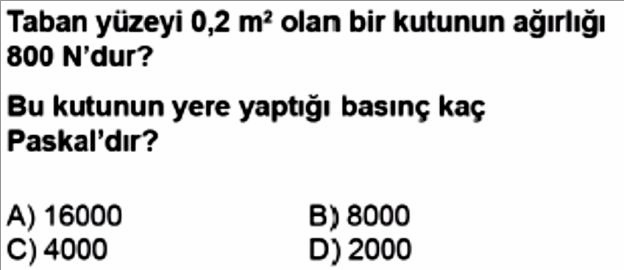 Taban yüzeyi 0,2 m² olan bir kutunun ağırlığı
800 N'dur?
Bu kutunun yere yaptığı basınç kaç
Paskal'dır?
A) 16000 B) 8000
C) 4000 D) 2000